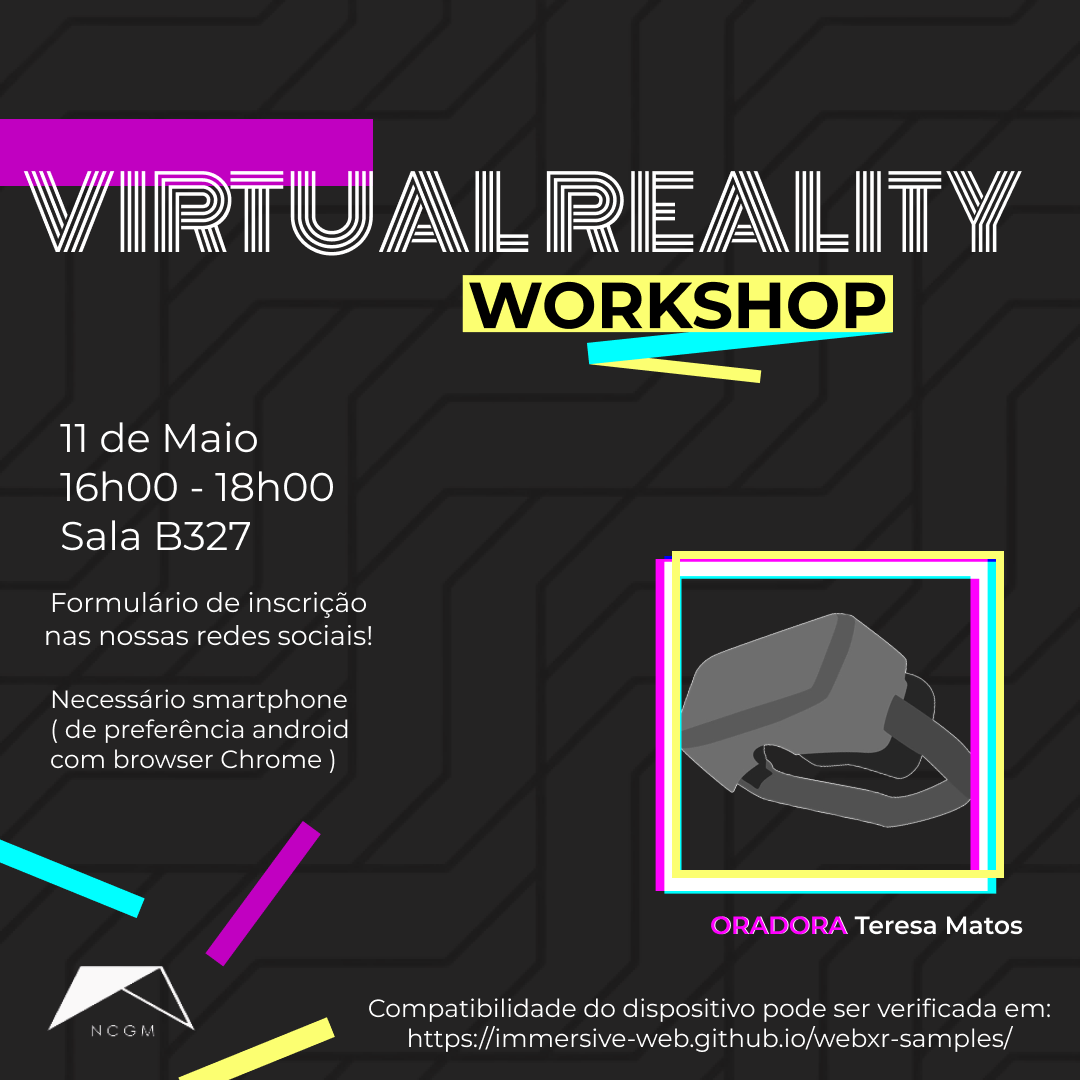 VIRTUAL REALITY
WORKSHOP
11 de Maio
16h00 - 18h00
Sala B327
Formulário de inscrição
nas nossas redes sociais!
Necessário smartphone
( de preferência android
com browser Chrome )
ORADORA Teresa Matos
NCGM
Compatibilidade do dispositivo pode ser verificada em:
https://immersive-web.github.io/webxr-samples/